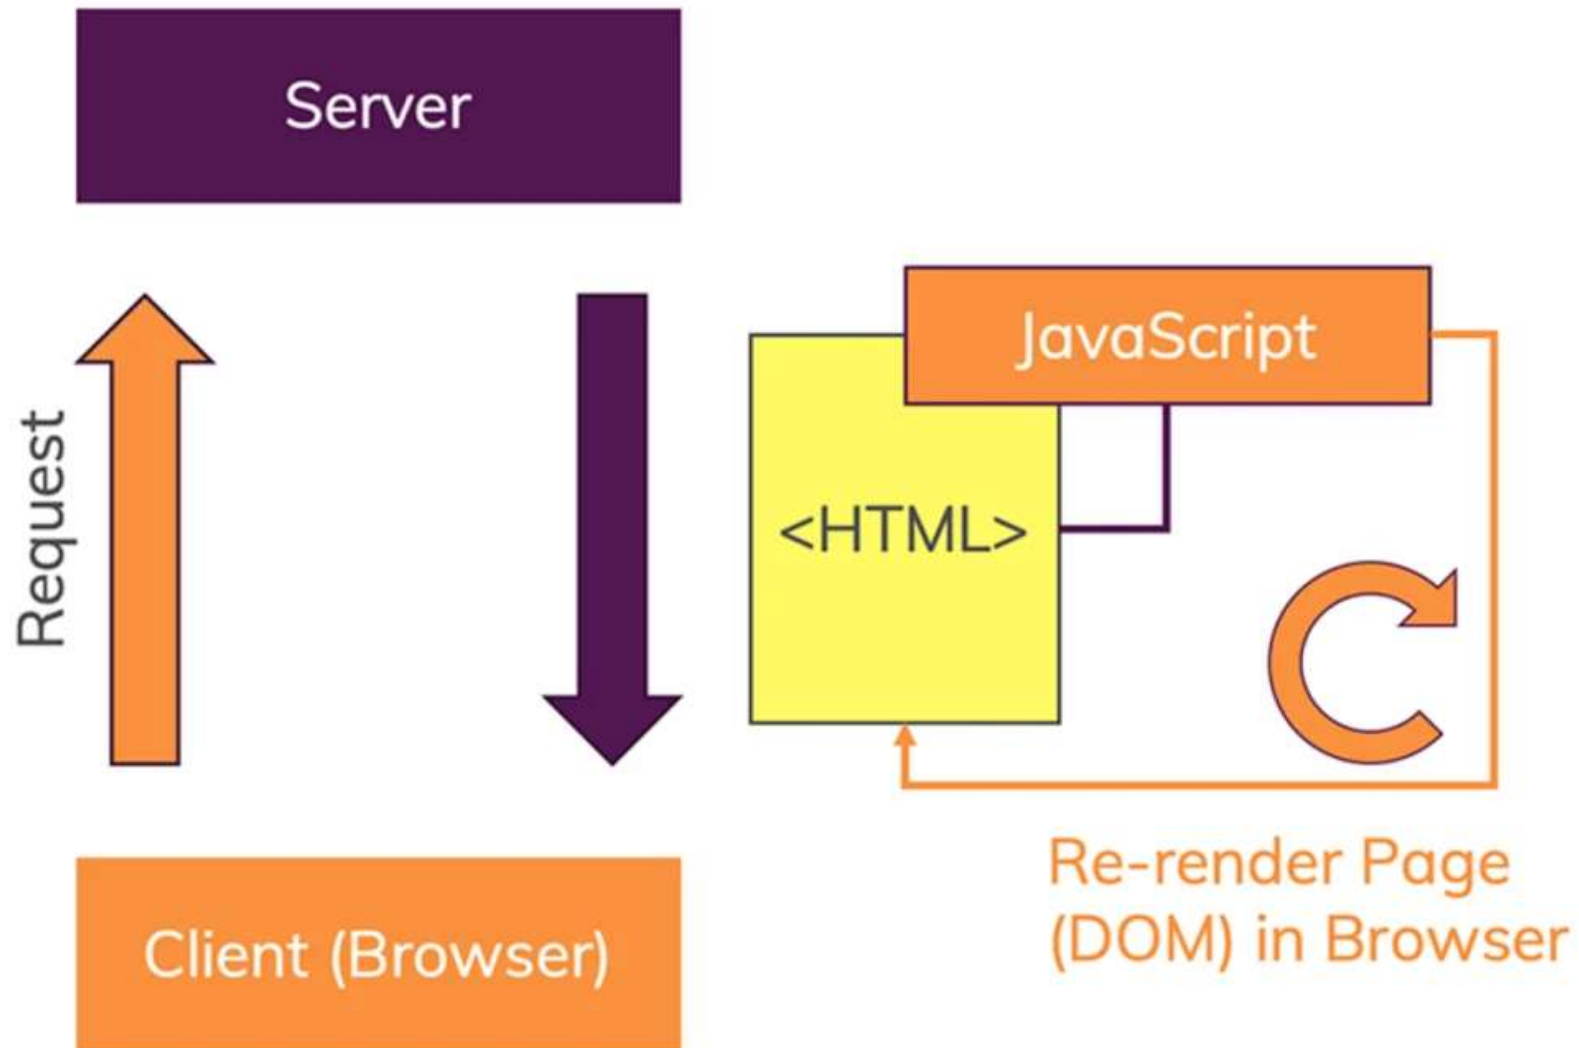 Server
Request
JavaScript
<HTML>
Re-render Page
(DOM) in Browser
Client (Browser)